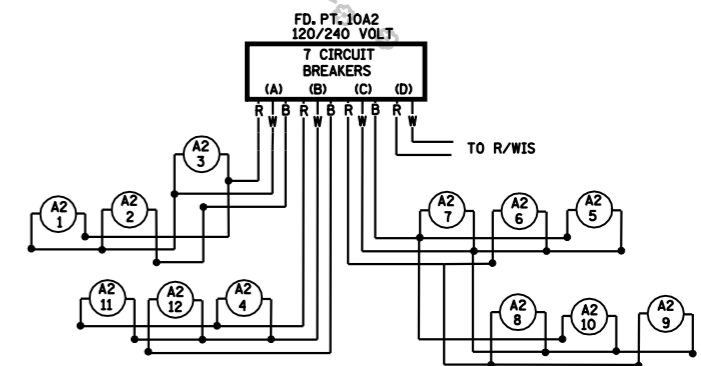 FD. PT. 10A2
120/240 VOLT
7 CIRCUIT
BREAKERS
(A) (B) (C) (D)
R W B R W B R W B R W
TO R/WIS
A2
3
A2
1
A2
2
A2
7
A2
6
A2
5
A2
11
A2
12
A2
4
A2
8
A2
10
A2
9